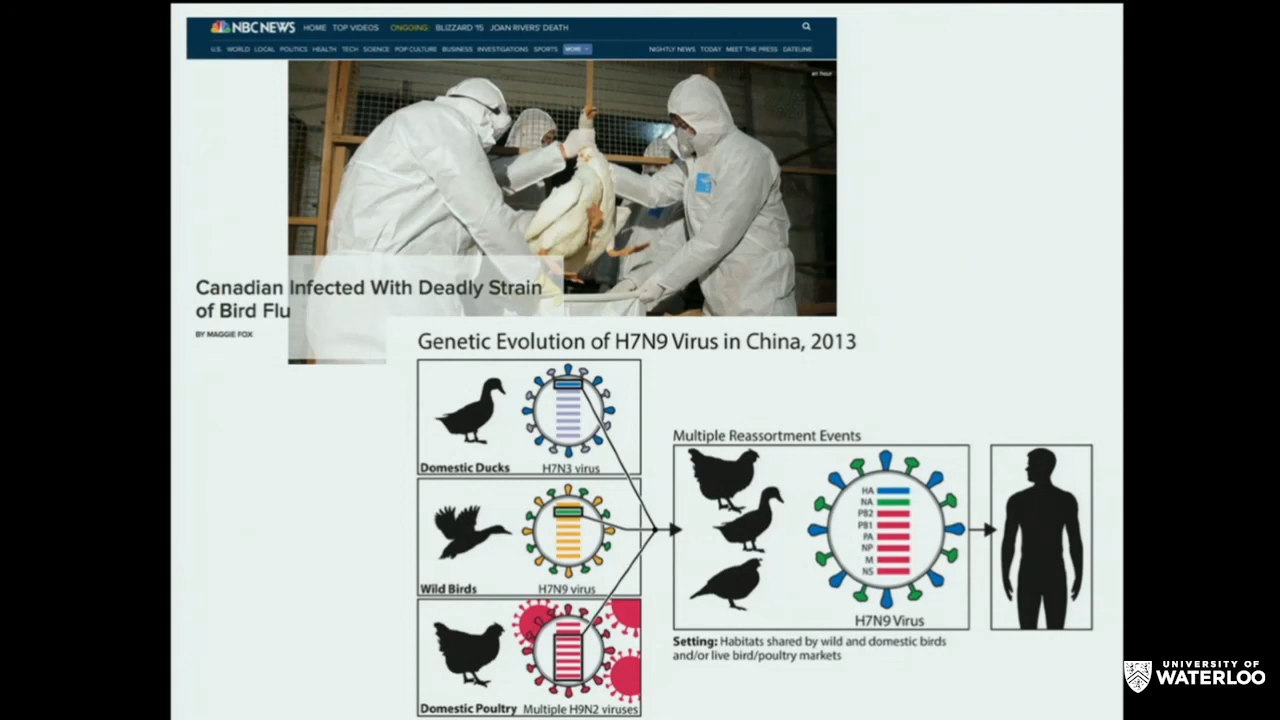 NBC NEWS HOME TOP VIDEOS ONGOING: BLIZZARD '15 JOAN RIVERS' DEATH
U.S. WORLD LOCAL POLITICS HEALTH TECH SCIENCE POP CULTURE BUSINESS INVESTIGATIONS SPORTS MORE NIGHTLY NEWS TODAY MEET THE PRESS DATELINE
an hour
Canadian Infected With Deadly Strain
of Bird Flu
BY MAGGIE FOX
Genetic Evolution of H7N9 Virus in China, 2013
Domestic Ducks H7N3 virus
Wild Birds H7N9 virus
Domestic Poultry Multiple H9N2 viruses
Multiple Reassortment Events
HA
NA
PB2
PB1
PA
NP
M
NS
H7N9 Virus
Setting: Habitats shared by wild and domestic birds
and/or live bird/poultry markets
UNIVERSITY OF
WATERLOO